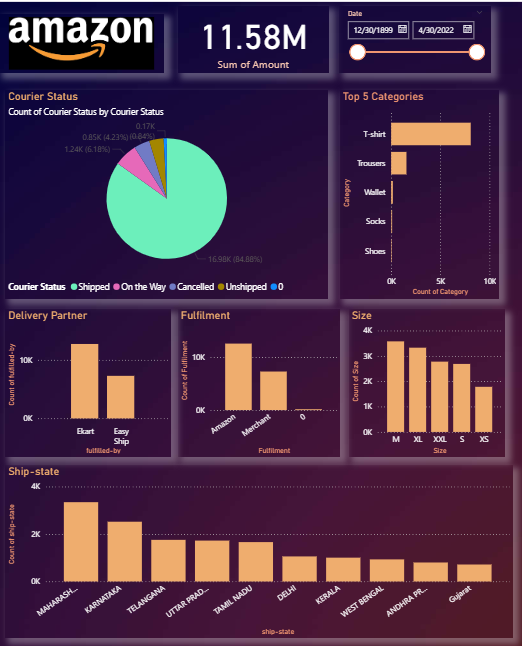 amazon
11.58M
Sum of Amount
Date
12/30/1899
4/30/2022
Courier Status
Count of Courier Status by Courier Status
0.17K
0.85K (4.23%)
(0.84%)
1.24K (6.18%)
16.98K (84.88%)
Courier Status Shipped On the Way Cancelled Unshipped 0
Top 5 Categories
Category
T-shirt
Trousers
Wallet
Socks
Shoes
0K 5K 10K
Count of Category
Delivery Partner
Count of fulfilled-by
10K
0K
Ekart
Easy
Ship
fulfilled-by
Fulfilment
Count of Fulfilment
10K
0K
Amazon
Merchant
0
Fulfilment
Size
Count of Size
4K
3K
2K
1K
0K
M XL XXL S XS
Size
Ship-state
Count of ship-state
4K
2K
0K
MAHARASH...
KARNATAKA
TELANGANA
UTTAR PRAD...
TAMIL NADU
DELHI
KERALA
WEST BENGAL
ANDHRA PR...
Gujarat
ship-state